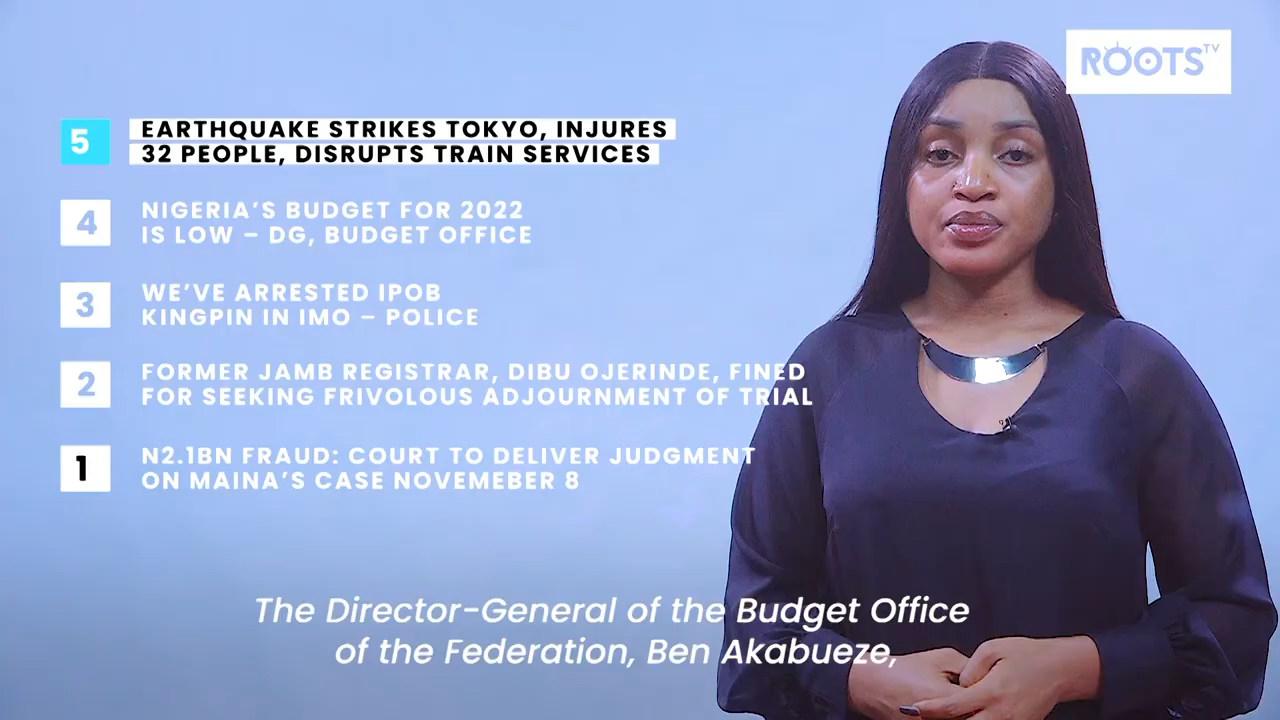 ROOTS TV
5
EARTHQUAKE STRIKES TOKYO, INJURES
32 PEOPLE, DISRUPTS TRAIN SERVICES
4
NIGERIA'S BUDGET FOR 2022
IS LOW – DG, BUDGET OFFICE
3
WE'VE ARRESTED IPOB
KINGPIN IN IMO – POLICE
2
FORMER JAMB REGISTRAR, DIBU OJERINDE, FINED
FOR SEEKING FRIVOLOUS ADJOURNMENT OF TRIAL
1
N2.1BN FRAUD: COURT TO DELIVER JUDGMENT
ON MAINA'S CASE NOVEMEBER 8
The Director-General of the Budget Office
of the Federation, Ben Akabueze,